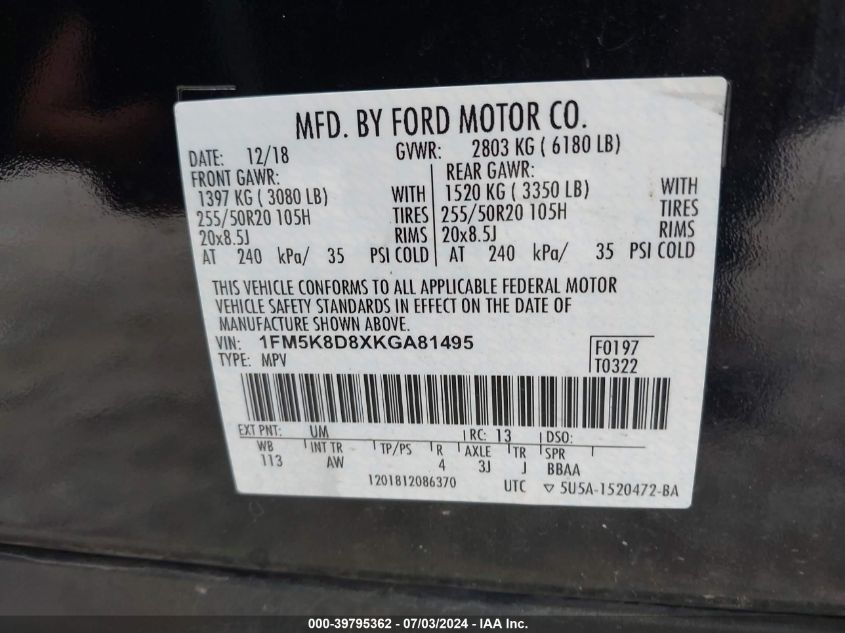 MFD. BY FORD MOTOR CO.
DATE: 12/18 GVWR: 2803 KG ( 6180 LB)
FRONT GAWR: REAR GAWR:
1397 KG ( 3080 LB) WITH 1520 KG ( 3350 LB) WITH
255/50R20 105H TIRES 255/50R20 105H TIRES
20x8.5J RIMS 20x8.5J RIMS
AT 240 kPa/ 35 PSI COLD AT 240 kPa/ 35 PSI COLD
THIS VEHICLE CONFORMS TO ALL APPLICABLE FEDERAL MOTOR
VEHICLE SAFETY STANDARDS IN EFFECT ON THE DATE OF
MANUFACTURE SHOWN ABOVE.
VIN: 1FM5K8D8XKGA81495 F0197
TYPE: MPV T0322
EXT PNT: UM RC: 13 DSO:
WB INT TR TP/PS R AXLE TR SPR
113 AW 4 3J J BBAA
1201812086370 UTC ▽ 5U5A-1520472-BA
000-39795362 / 07/03/2024 - IAA Inc.